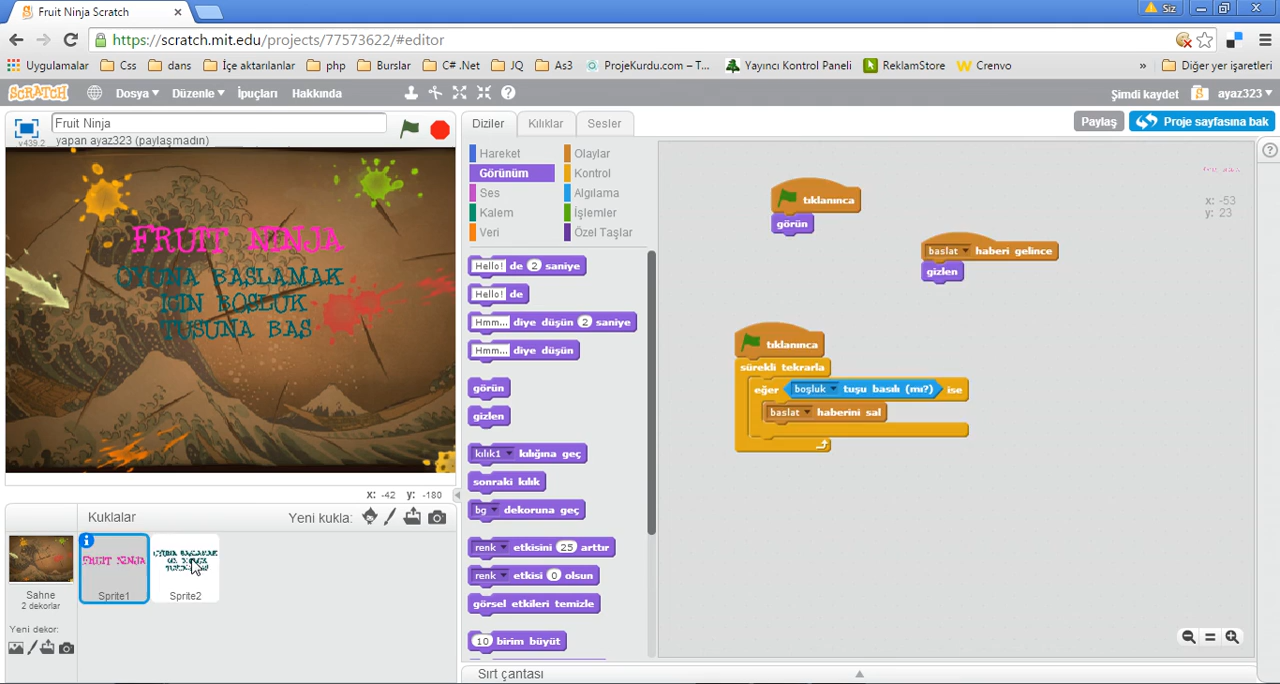 Fruit Ninja Scratch
Siz
https://scratch.mit.edu/projects/77573622/#editor
Uygulamalar Css dans İçe aktarılanlar php Burslar C# .Net JQ As3 ProjeKurdu.com – T... Yayıncı Kontrol Paneli ReklamStore Crenvo » Diğer yer işaretleri
SCRATCH Dosya Düzenle İpuçları Hakkında Şimdi kaydet ayaz323
Fruit Ninja
v439.2 yapan ayaz323 (paylaşmadın)
Diziler Kılıklar Sesler
Paylaş Proje sayfasına bak
FRUIT NINJA
OYUNA BAŞLAMAK
IÇIN BOŞLUK
TUSUNA BAS
x: -42 y: -180
Kuklalar Yeni kukla:
Sahne
2 dekorlar
Yeni dekor:
FRUIT NINJA
Sprite1
Sprite2
Hareket Olaylar
Görünüm Kontrol
Ses Algılama
Kalem İşlemler
Veri Özel Taşlar
Hello! de 2 saniye
Hello! de
Hmm... diye düşün 2 saniye
Hmm... diye düşün
görün
gizlen
kılık1 kılığına geç
sonraki kılık
bg dekoruna geç
renk etkisini 25 arttır
renk etkisi 0 olsun
görsel etkileri temizle
10 birim büyüt
tıklanınca
görün
baslat haberi gelince
gizlen
tıklanınca
sürekli tekrarla
eğer boşluk tuşu basılı (mı?) ise
baslat haberini sal
x: -53
y: 23
Sırt çantası